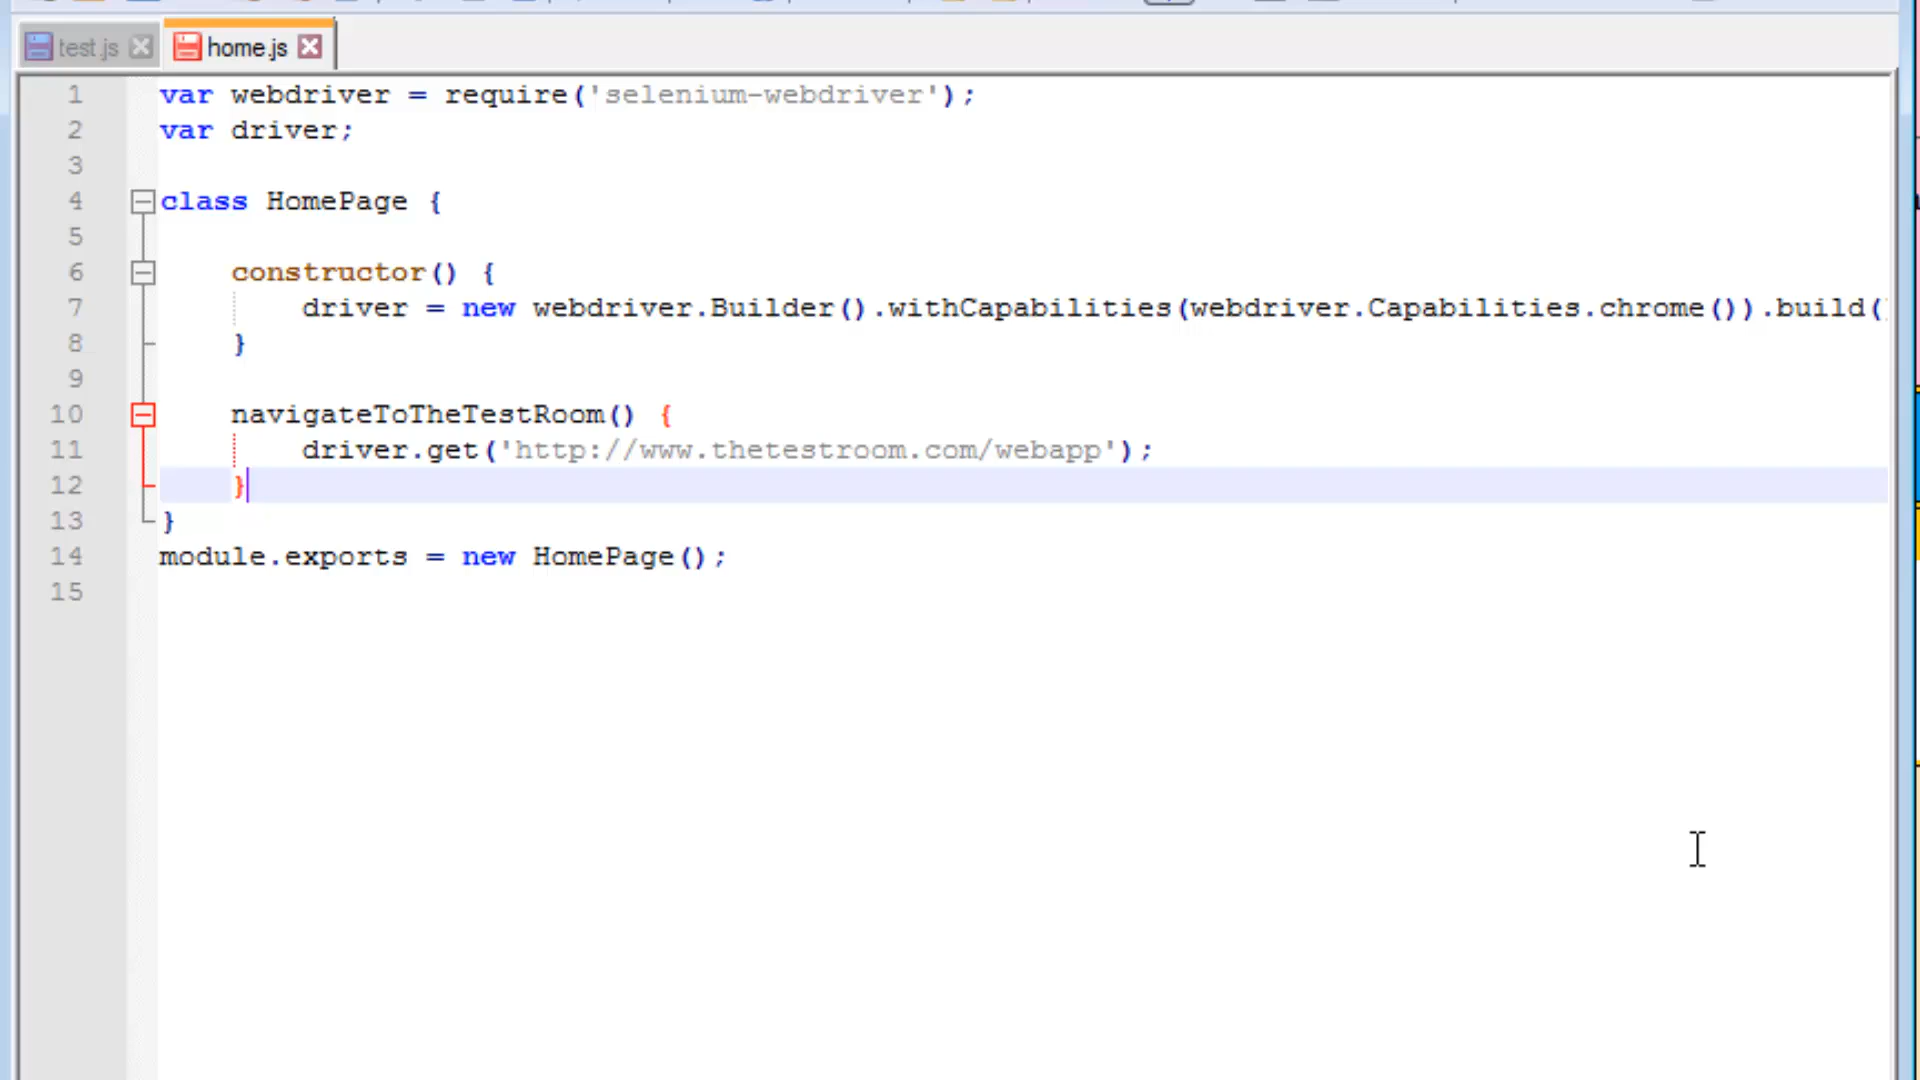 test.js home.js
1 var webdriver = require('selenium-webdriver');
2 var driver;
3
4 class HomePage {
5
6 constructor() {
7 driver = new webdriver.Builder().withCapabilities(webdriver.Capabilities.chrome()).build()
8 }
9
10 navigateToTheTestRoom() {
11 driver.get('http://www.thetestroom.com/webapp');
12 }
13 }
14 module.exports = new HomePage();
15